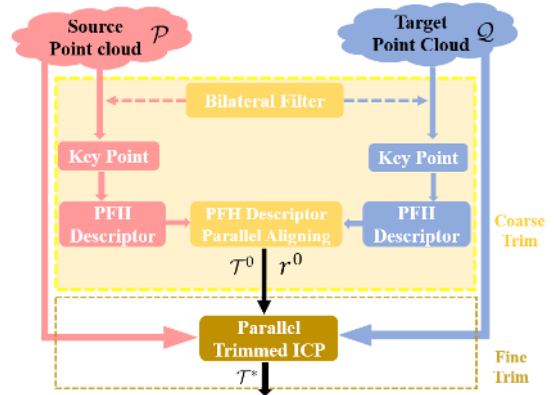 Source
Point cloud 𝒫
Target
Point Cloud 𝒬
Bilateral Filter
Key Point
Key Point
PFH
Descriptor
PFH Descriptor
Parallel Aligning
PFH
Descriptor
Coarse
Trim
𝒯⁰ r⁰
Parallel
Trimmed ICP
Fine
Trim
𝒯*